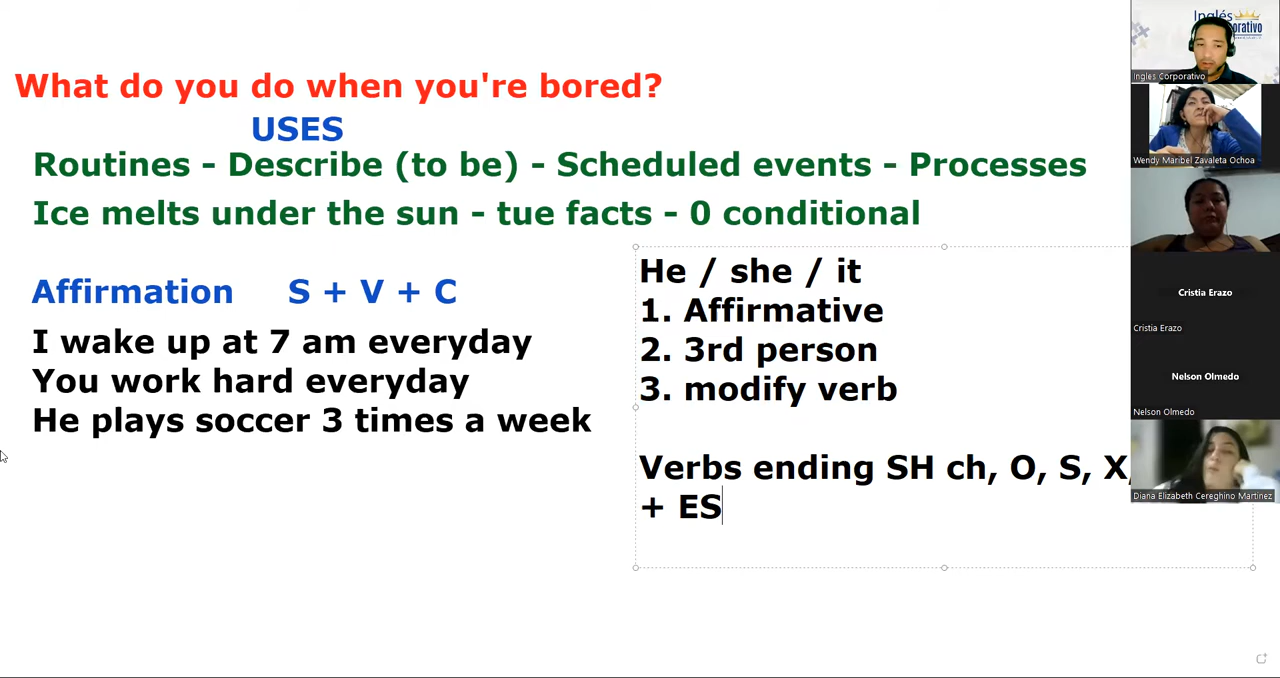 What do you do when you're bored?
USES
Routines - Describe (to be) - Scheduled events - Processes
Ice melts under the sun - tue facts - 0 conditional
Affirmation S + V + C
I wake up at 7 am everyday
You work hard everyday
He plays soccer 3 times a week
He / she / it
1. Affirmative
2. 3rd person
3. modify verb
Verbs ending SH ch, O, S, X,
+ ES
Inglés
orativo
Ingles Corporativo
Wendy Maribel Zavaleta Ochoa
Cristia Erazo
Cristia Erazo
Nelson Olmedo
Nelson Olmedo
Diana Elizabeth Cereghino Martinez